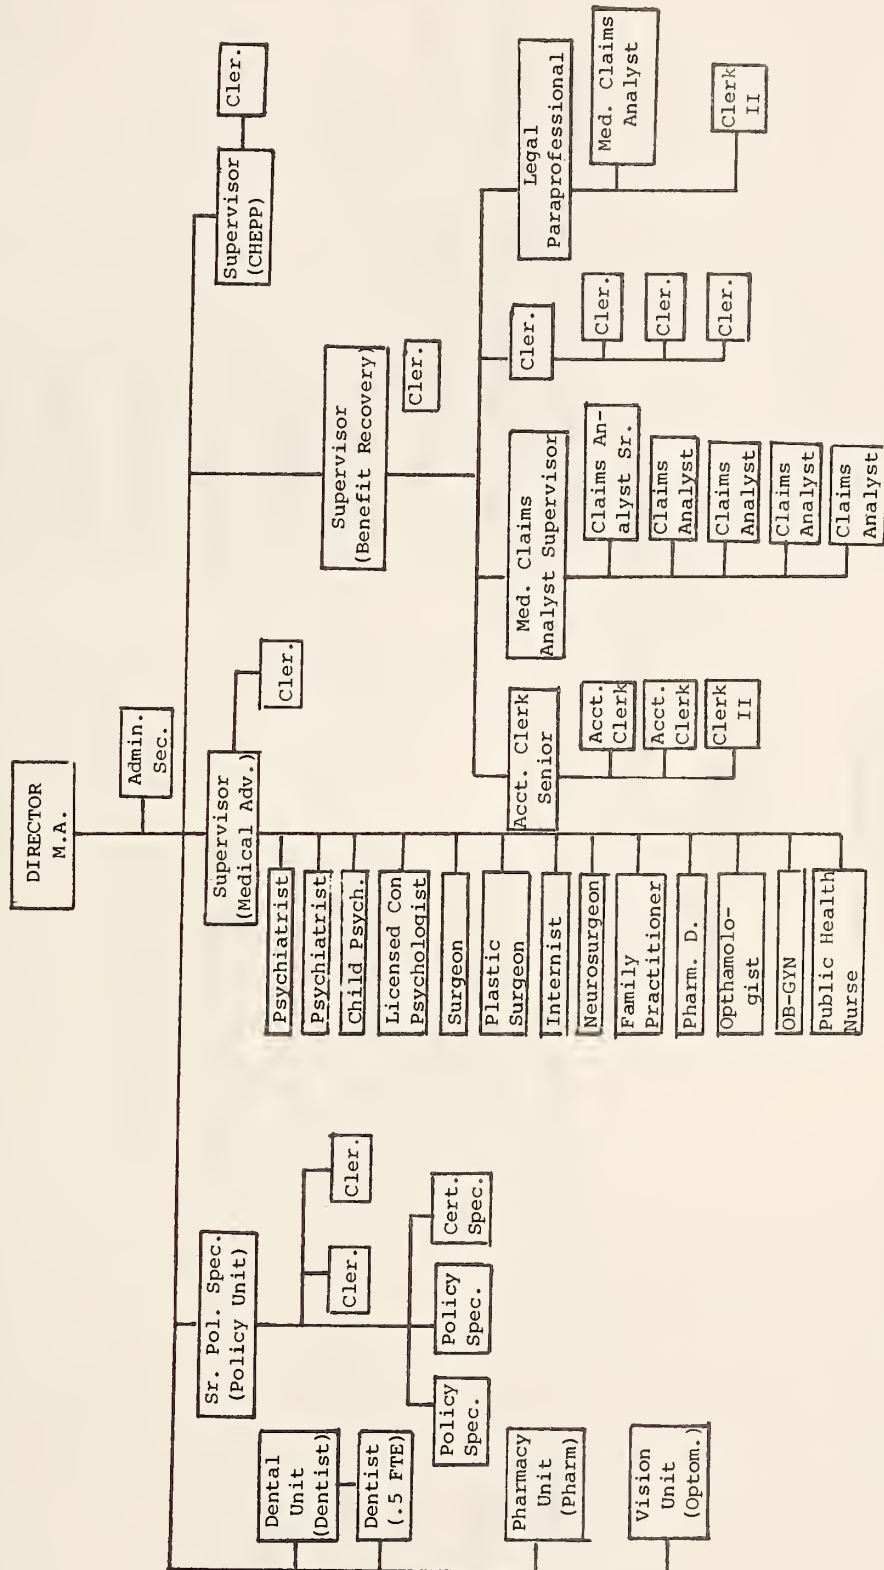 DIRECTOR
M.A.
Admin.
Sec.
Sr. Pol. Spec.
(Policy Unit)
Cler.
Cler.
Policy
Spec.
Policy
Spec.
Cert.
Spec.
Dental
Unit
(Dentist)
Dentist
(.5 FTE)
Pharmacy
Unit
(Pharm)
Vision
Unit
(Optom.)
Supervisor
(Medical Adv.)
Cler.
Psychiatrist
Psychiatrist
Child Psych.
Licensed Con
Psychologist
Surgeon
Plastic
Surgeon
Internist
Neurosurgeon
Family
Practitioner
Pharm. D.
Opthamolo-
gist
OB-GYN
Public Health
Nurse
Supervisor
(Benefit Recovery)
Cler.
Acct. Clerk
Senior
Acct.
Clerk
Acct.
Clerk
Clerk
II
Med. Claims
Analyst Supervisor
Claims An-
alyst Sr.
Claims
Analyst
Claims
Analyst
Claims
Analyst
Claims
Analyst
Cler.
Cler.
Cler.
Cler.
Legal
Paraprofessional
Med. Claims
Analyst
Clerk
II
Supervisor
(CHEPP)
Cler.